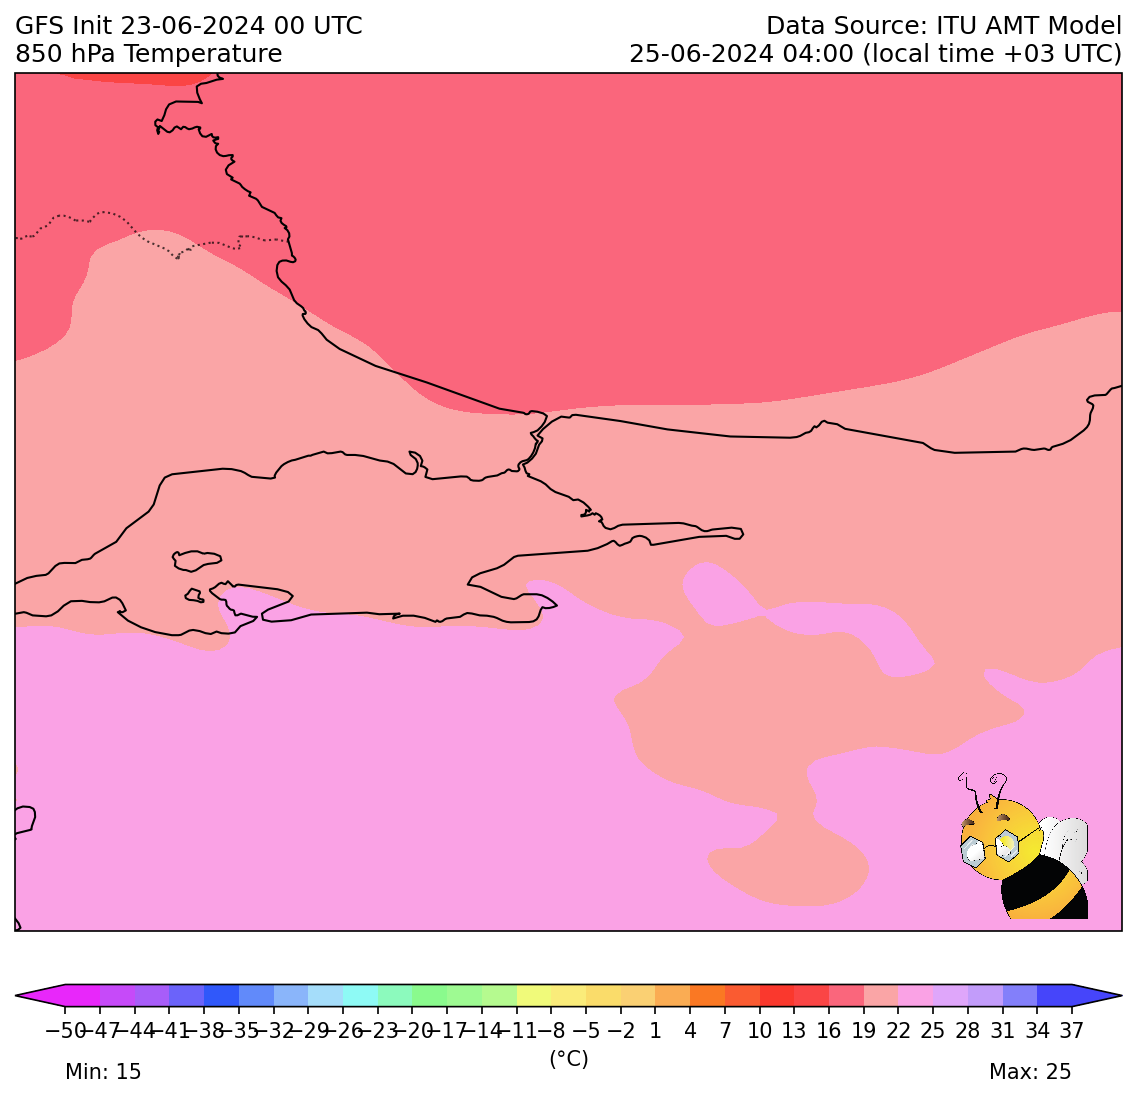 GFS Init 23-06-2024 00 UTC
Data Source: ITU AMT Model
850 hPa Temperature
25-06-2024 04:00 (local time +03 UTC)
−50 −47 −44 −41 −38 −35 −32 −29 −26 −23 −20 −17 −14 −11 −8 −5 −2 1 4 7 10 13 16 19 22 25 28 31 34 37
(°C)
Min: 15
Max: 25